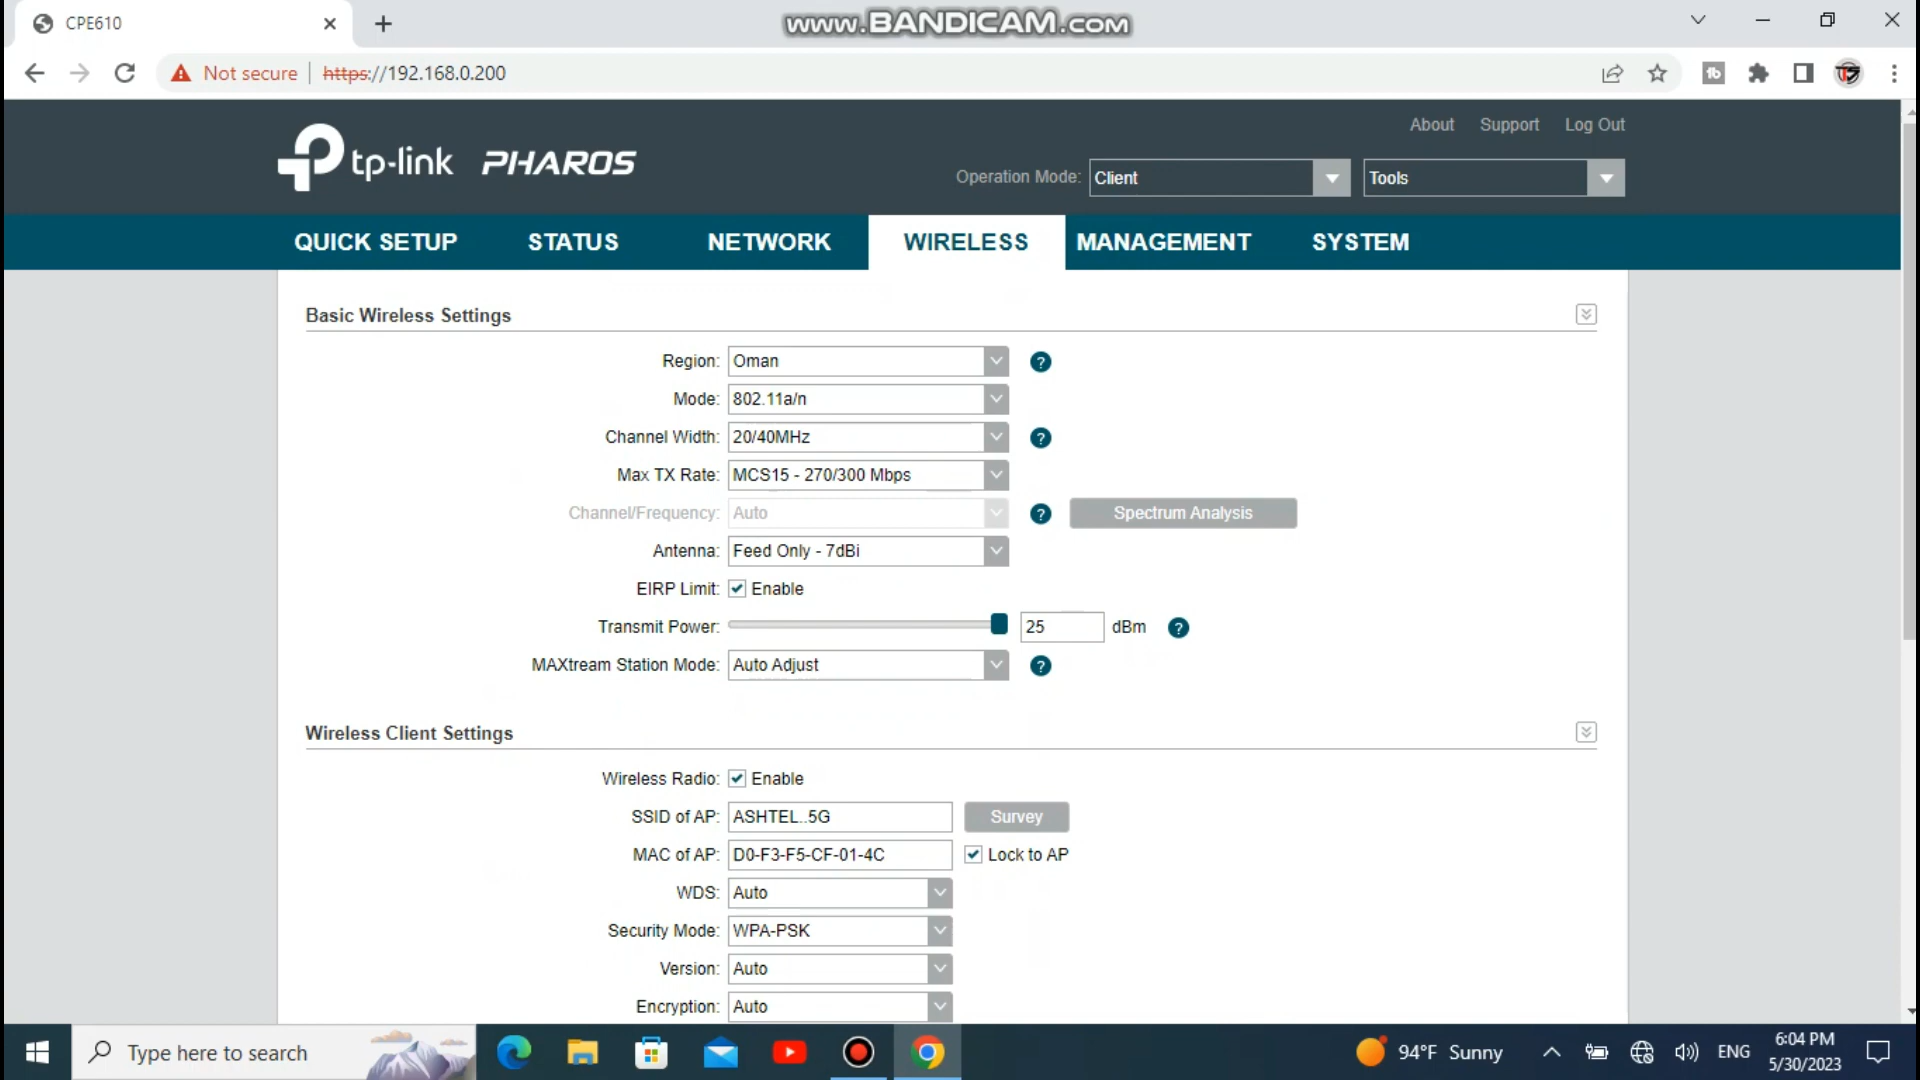 CPE610
www.BANDICAM.com
Not secure https://192.168.0.200
About Support Log Out
tp-link PHAROS
Operation Mode: Client Tools
QUICK SETUP STATUS NETWORK WIRELESS MANAGEMENT SYSTEM
Basic Wireless Settings
Region: Oman ?
Mode: 802.11a/n
Channel Width: 20/40MHz ?
Max TX Rate: MCS15 - 270/300 Mbps
Channel/Frequency: Auto ? Spectrum Analysis
Antenna: Feed Only - 7dBi
EIRP Limit: Enable
Transmit Power: 25 dBm ?
MAXtream Station Mode: Auto Adjust ?
Wireless Client Settings
Wireless Radio: Enable
SSID of AP: ASHTEL..5G Survey
MAC of AP: D0-F3-F5-CF-01-4C Lock to AP
WDS: Auto
Security Mode: WPA-PSK
Version: Auto
Encryption: Auto
Type here to search
94°F Sunny
ENG
6:04 PM
5/30/2023